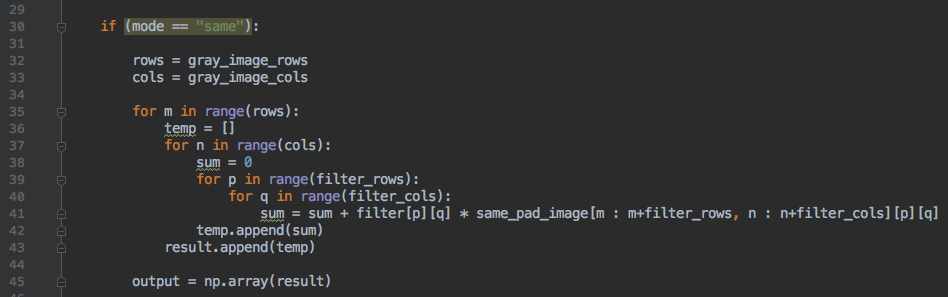 29
30 if (mode == "same"):
31
32 rows = gray_image_rows
33 cols = gray_image_cols
34
35 for m in range(rows):
36 temp = []
37 for n in range(cols):
38 sum = 0
39 for p in range(filter_rows):
40 for q in range(filter_cols):
41 sum = sum + filter[p][q] * same_pad_image[m : m+filter_rows, n : n+filter_cols][p][q]
42 temp.append(sum)
43 result.append(temp)
44
45 output = np.array(result)